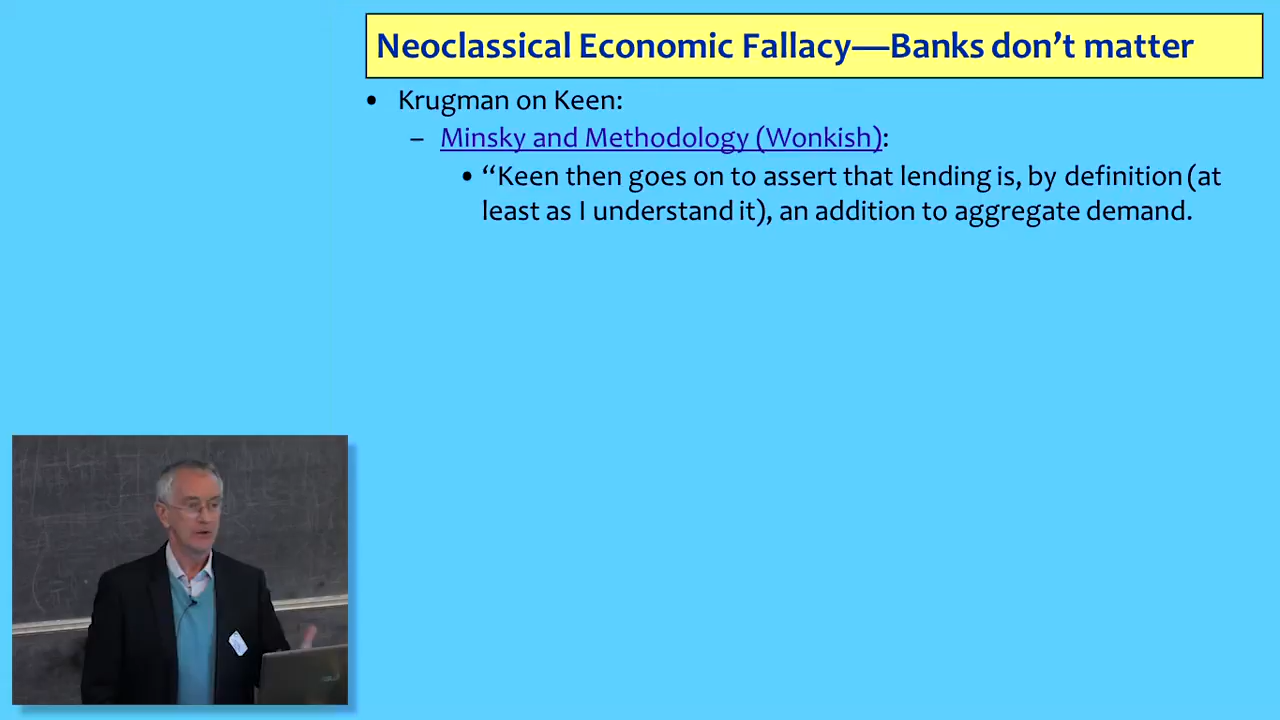 Neoclassical Economic Fallacy—Banks don’t matter
• Krugman on Keen:
– Minsky and Methodology (Wonkish):
• “Keen then goes on to assert that lending is, by definition (at
least as I understand it), an addition to aggregate demand.